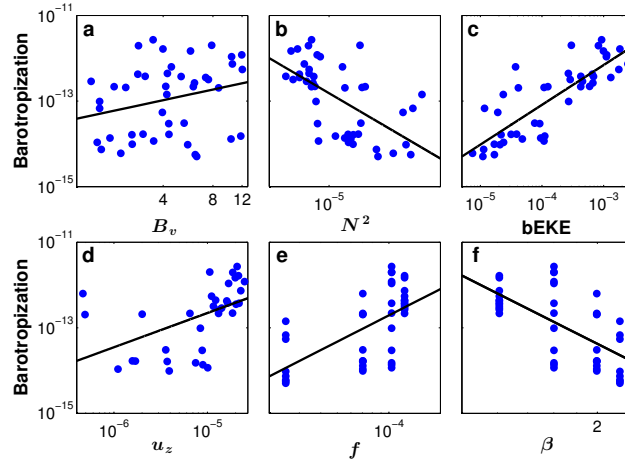 a b c
Barotropization
10⁻¹¹
10⁻¹³
10⁻¹⁵
4 8 12
10⁻⁵
10⁻⁵ 10⁻⁴ 10⁻³
B_v N² bEKE
d e f
Barotropization
10⁻¹¹
10⁻¹³
10⁻¹⁵
10⁻⁶ 10⁻⁵
10⁻⁴
2
u_z f β